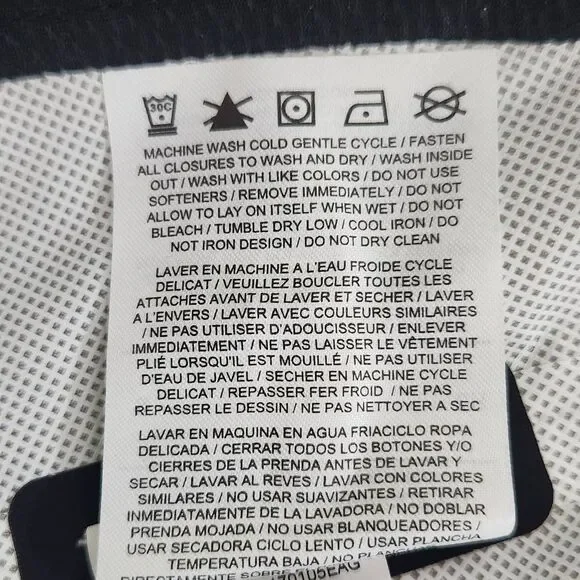 30C
MACHINE WASH COLD GENTLE CYCLE / FASTEN
ALL CLOSURES TO WASH AND DRY / WASH INSIDE
OUT / WASH WITH LIKE COLORS / DO NOT USE
SOFTENERS / REMOVE IMMEDIATELY / DO NOT
ALLOW TO LAY ON ITSELF WHEN WET / DO NOT
BLEACH / TUMBLE DRY LOW / COOL IRON / DO
NOT IRON DESIGN / DO NOT DRY CLEAN
LAVER EN MACHINE A L'EAU FROIDE CYCLE
DELICAT / VEUILLEZ BOUCLER TOUTES LES
ATTACHES AVANT DE LAVER ET SECHER / LAVER
A L'ENVERS / LAVER AVEC COULEURS SIMILAIRES
/ NE PAS UTILISER D'ADOUCISSEUR / ENLEVER
IMMEDIATEMENT / NE PAS LAISSER LE VÊTEMENT
PLIÉ LORSQU'IL EST MOUILLÉ / NE PAS UTILISER
D'EAU DE JAVEL / SECHER EN MACHINE CYCLE
DELICAT / REPASSER FER FROID / NE PAS
REPASSER LE DESSIN / NE PAS NETTOYER A SEC
LAVAR EN MAQUINA EN AGUA FRIACICLO ROPA
DELICADA / CERRAR TODOS LOS BOTONES Y/O
CIERRES DE LA PRENDA ANTES DE LAVAR Y
SECAR / LAVAR AL REVES / LAVAR CON COLORES
SIMILARES / NO USAR SUAVIZANTES / RETIRAR
INMEDIATAMENTE DE LA LAVADORA / NO DOBLAR
PRENDA MOJADA / NO USAR BLANQUEADORES /
USAR SECADORA CICLO LENTO / USAR PLANCHA
TEMPERATURA BAJA / NO PLANCHA
DIRECTAMENTE